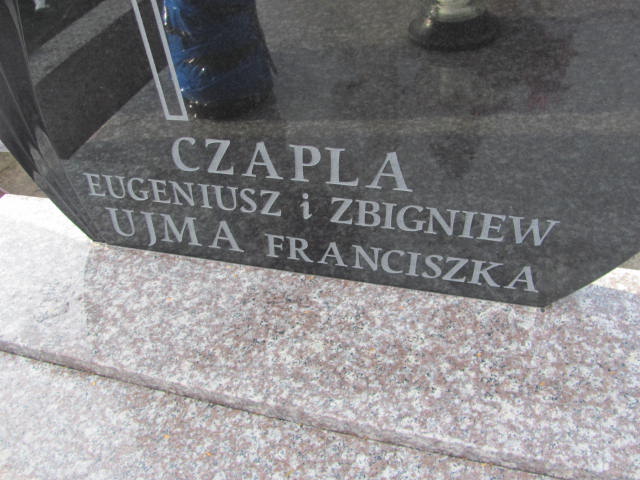 CZAPLA
EUGENIUSZ i ZBIGNIEW
UJMA FRANCISZKA